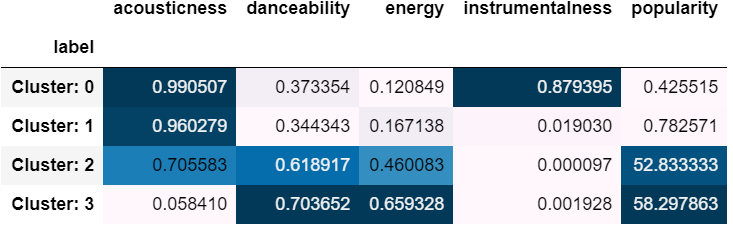 acousticness danceability energy instrumentalness popularity
label
Cluster: 0 0.990507 0.373354 0.120849 0.879395 0.425515
Cluster: 1 0.960279 0.344343 0.167138 0.019030 0.782571
Cluster: 2 0.705583 0.618917 0.460083 0.000097 52.833333
Cluster: 3 0.058410 0.703652 0.659328 0.001928 58.297863